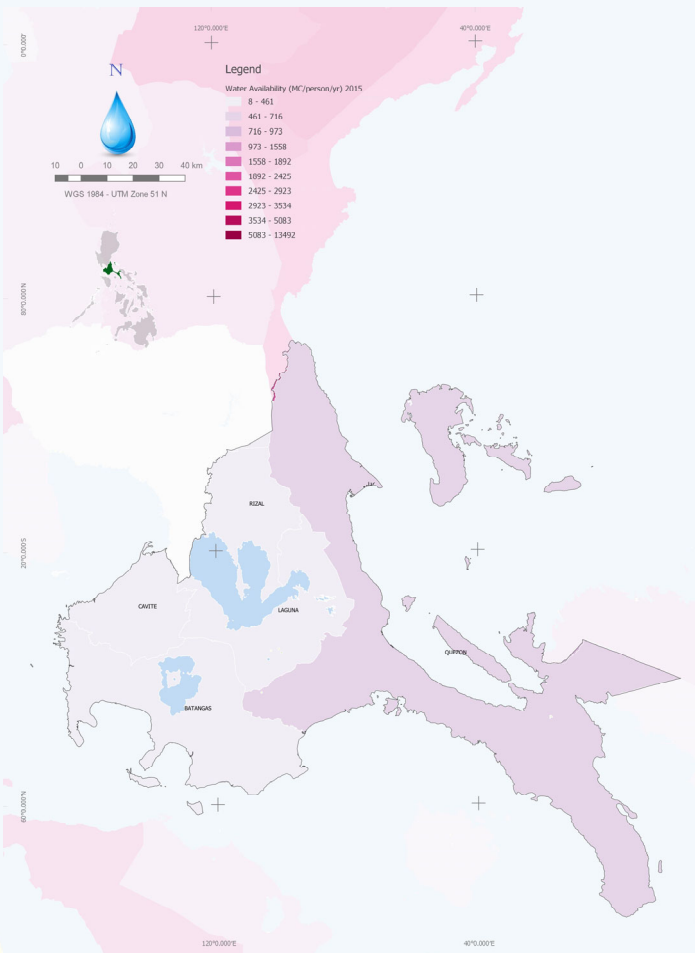 120°0.000'E
40°0.000'E
0°0.000'
N
Legend
Water Availability (MC/person/yr) 2015
8 - 461
461 - 716
716 - 973
973 - 1558
1558 - 1892
1892 - 2425
2425 - 2923
2923 - 3534
3534 - 5083
5083 - 13492
10 0 10 20 30 40 km
WGS 1984 - UTM Zone 51 N
80°0.000'N
RIZAL
20°0.000'S
CAVITE
LAGUNA
QUEZON
BATANGAS
60°0.000'N
120°0.000'E
40°0.000'E